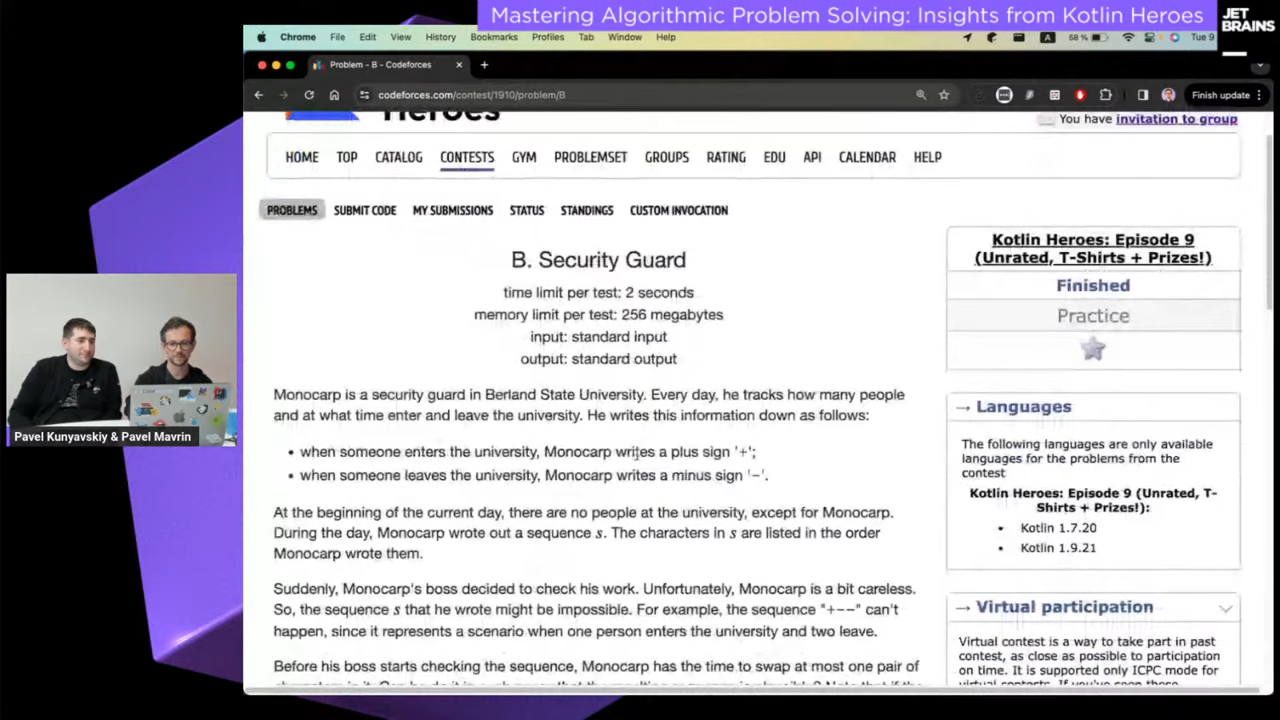 Mastering Algorithmic Problem Solving: Insights from Kotlin Heroes
JET
BRAINS
Chrome File Edit View History Bookmarks Profiles Tab Window Help
A 58 % Tue 9
Problem - B - Codeforces
codeforces.com/contest/1910/problem/B
Finish update
Heroes
You have invitation to group
HOME TOP CATALOG CONTESTS GYM PROBLEMSET GROUPS RATING EDU API CALENDAR HELP
PROBLEMS SUBMIT CODE MY SUBMISSIONS STATUS STANDINGS CUSTOM INVOCATION
B. Security Guard
time limit per test: 2 seconds
memory limit per test: 256 megabytes
input: standard input
output: standard output
Monocarp is a security guard in Berland State University. Every day, he tracks how many people
and at what time enter and leave the university. He writes this information down as follows:
• when someone enters the university, Monocarp writes a plus sign '+';
• when someone leaves the university, Monocarp writes a minus sign '−'.
At the beginning of the current day, there are no people at the university, except for Monocarp.
During the day, Monocarp wrote out a sequence s. The characters in s are listed in the order
Monocarp wrote them.
Suddenly, Monocarp's boss decided to check his work. Unfortunately, Monocarp is a bit careless.
So, the sequence s that he wrote might be impossible. For example, the sequence "+−−" can't
happen, since it represents a scenario when one person enters the university and two leave.
Before his boss starts checking the sequence, Monocarp has the time to swap at most one pair of
Kotlin Heroes: Episode 9
(Unrated, T-Shirts + Prizes!)
Finished
Practice
→ Languages
The following languages are only available
languages for the problems from the
contest
Kotlin Heroes: Episode 9 (Unrated, T-
Shirts + Prizes!):
• Kotlin 1.7.20
• Kotlin 1.9.21
→ Virtual participation
Virtual contest is a way to take part in past
contest, as close as possible to participation
on time. It is supported only ICPC mode for
Pavel Kunyavskiy & Pavel Mavrin